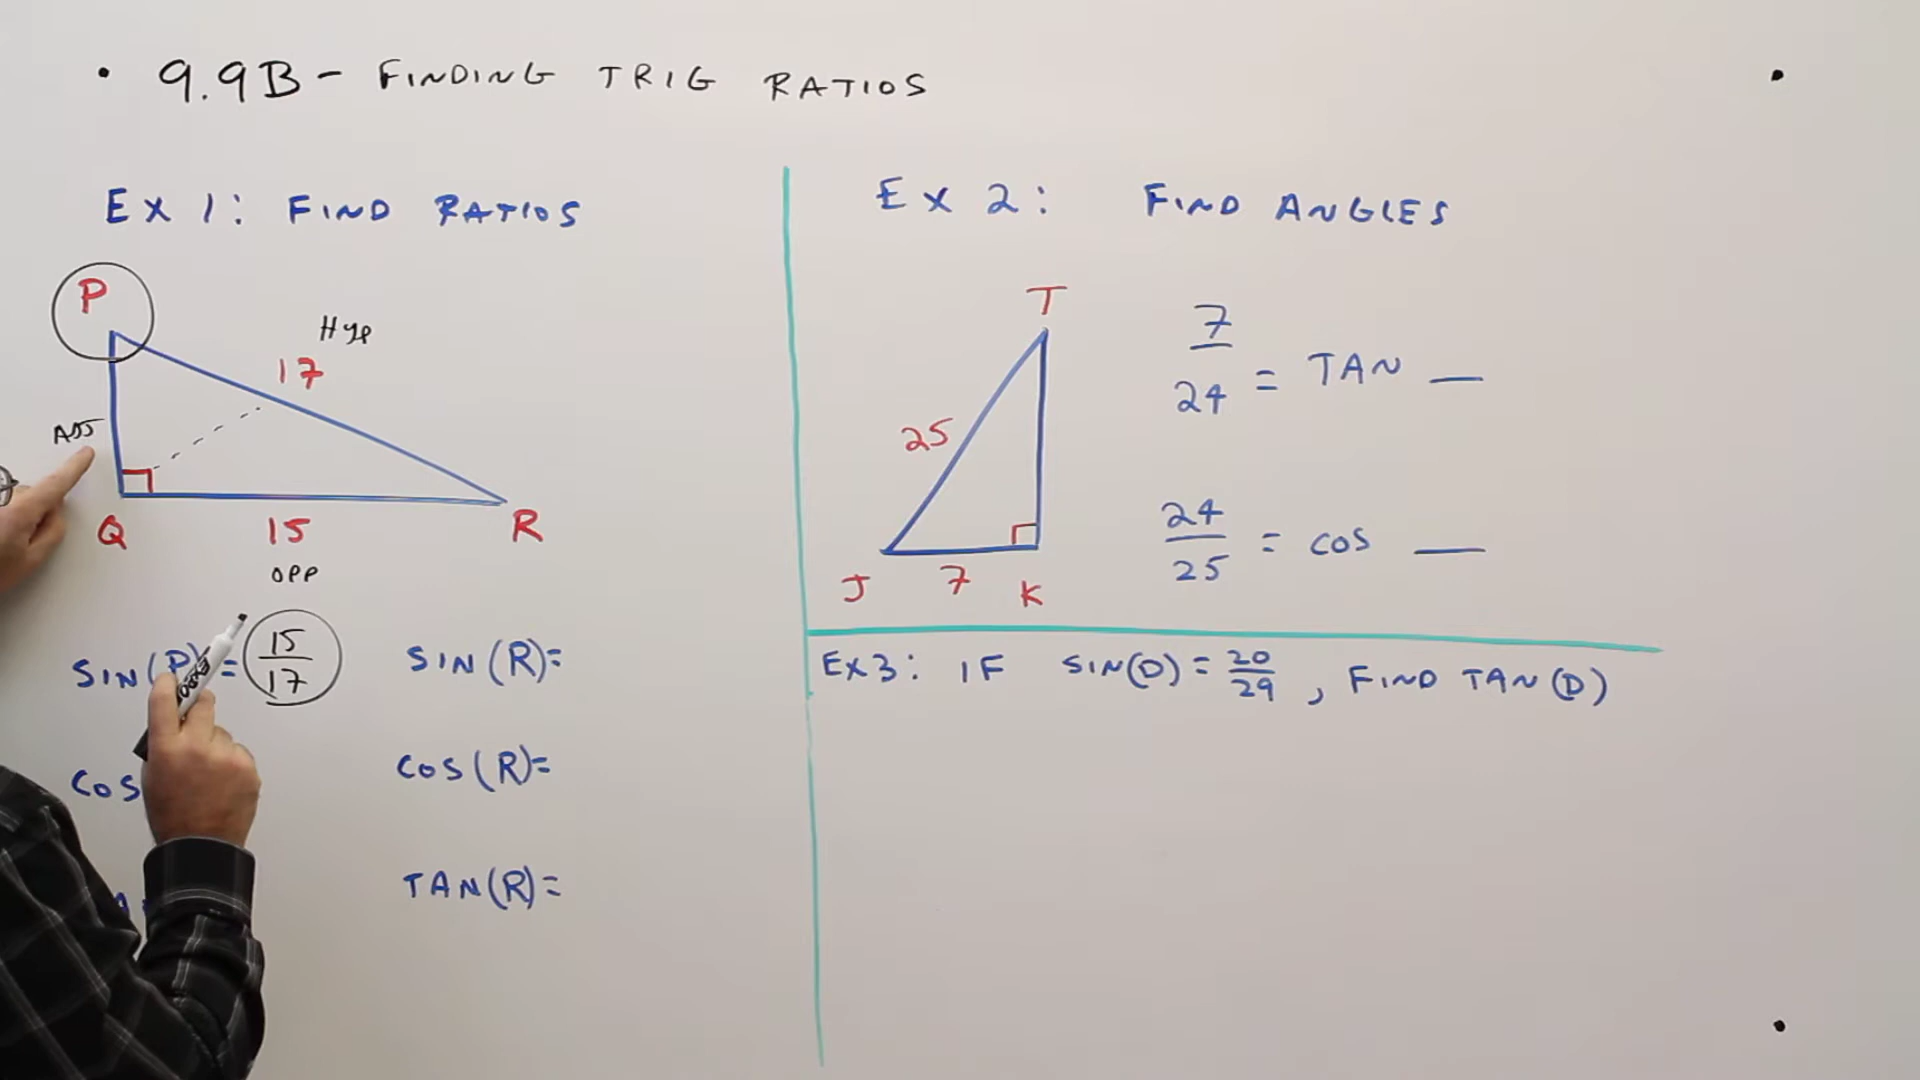 • 9.9B - FINDING TRIG RATIOS
EX 1: FIND RATIOS
P
HYP
17
ADJ
Q 15 R
OPP
SIN(P) = 15/17 SIN(R)=
COS COS(R)=
TAN(R)=
EX 2: FIND ANGLES
T
7/24 = TAN __
25
24/25 = COS __
J 7 K
EX3: IF SIN(D) = 20/29, FIND TAN(D)